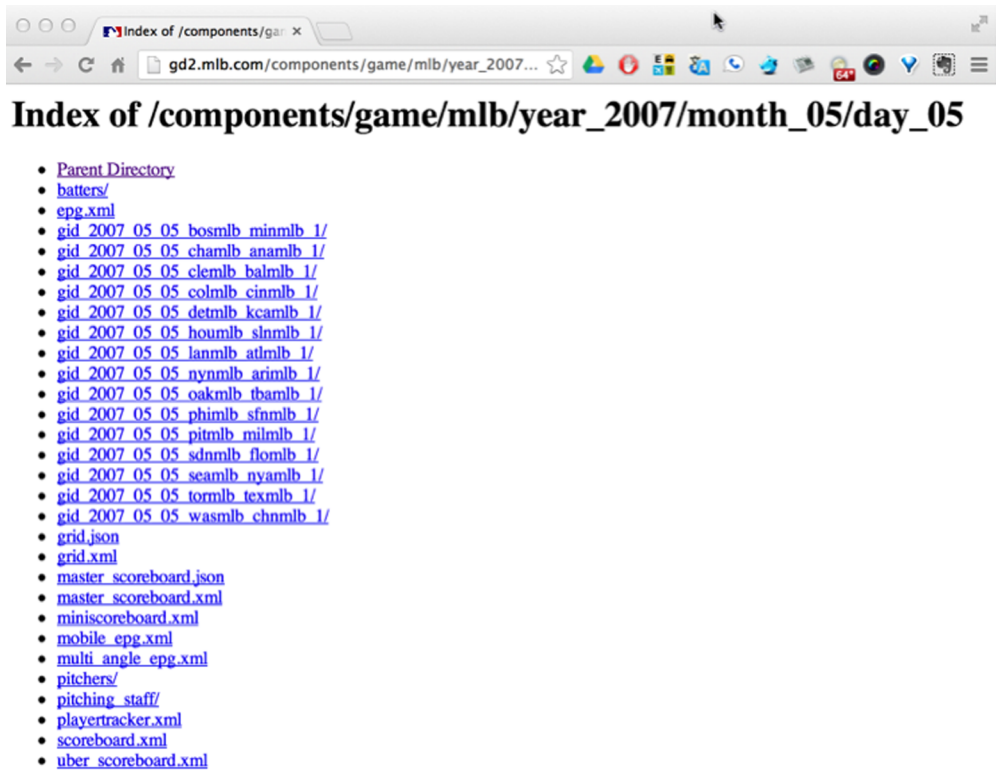 Index of /components/gar
gd2.mlb.com/components/game/mlb/year_2007...
64°
Index of /components/game/mlb/year_2007/month_05/day_05
Parent Directory
batters/
epg.xml
gid_2007_05_05_bosmlb_minmlb_1/
gid_2007_05_05_chamlb_anamlb_1/
gid_2007_05_05_clemlb_balmlb_1/
gid_2007_05_05_colmlb_cinmlb_1/
gid_2007_05_05_detmlb_kcamlb_1/
gid_2007_05_05_houmlb_slnmlb_1/
gid_2007_05_05_lanmlb_atlmlb_1/
gid_2007_05_05_nynmlb_arimlb_1/
gid_2007_05_05_oakmlb_tbamlb_1/
gid_2007_05_05_phimlb_sfnmlb_1/
gid_2007_05_05_pitmlb_milmlb_1/
gid_2007_05_05_sdnmlb_flomlb_1/
gid_2007_05_05_seamlb_nyamlb_1/
gid_2007_05_05_tormlb_texmlb_1/
gid_2007_05_05_wasmlb_chnmlb_1/
grid.json
grid.xml
master_scoreboard.json
master_scoreboard.xml
miniscoreboard.xml
mobile_epg.xml
multi_angle_epg.xml
pitchers/
pitching_staff/
playertracker.xml
scoreboard.xml
uber_scoreboard.xml